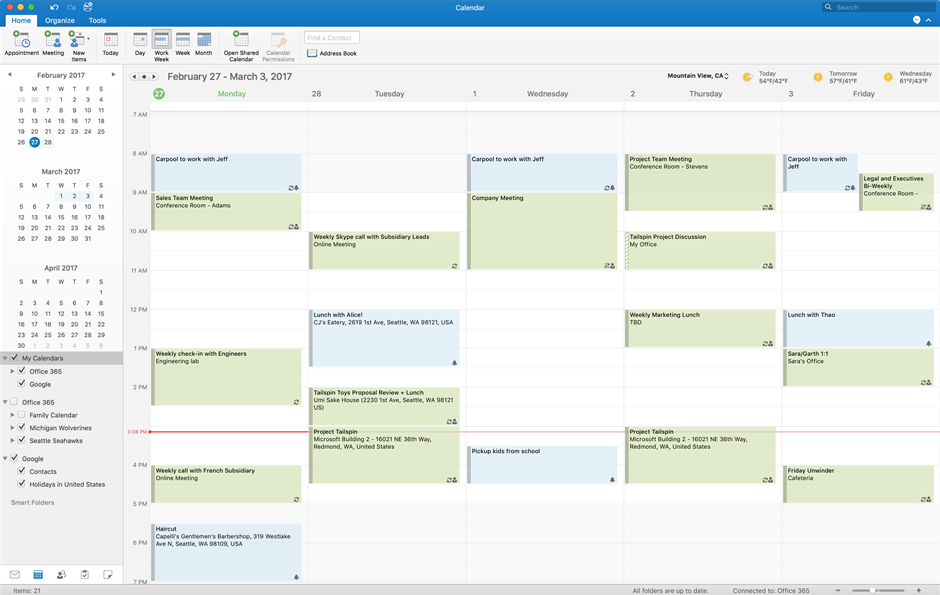 Calendar
Search
Home Organize Tools
Appointment Meeting New Items Today Day Work Week Week Month Open Shared Calendar Calendar Permissions
Find a Contact
Address Book
February 2017
S M T W T F S
29 30 31 1 2 3 4
5 6 7 8 9 10 11
12 13 14 15 16 17 18
19 20 21 22 23 24 25
26 27 28
March 2017
S M T W T F S
1 2 3 4
5 6 7 8 9 10 11
12 13 14 15 16 17 18
19 20 21 22 23 24 25
26 27 28 29 30 31
April 2017
S M T W T F S
1
2 3 4 5 6 7 8
9 10 11 12 13 14 15
16 17 18 19 20 21 22
23 24 25 26 27 28 29
30 1 2 3 4 5 6
My Calendars
Office 365
Google
Office 365
Family Calendar
Michigan Wolverines
Seattle Seahawks
Google
Contacts
Holidays in United States
Smart Folders
February 27 - March 3, 2017
Mountain View, CA
Today
54°F/42°F
Tomorrow
57°F/41°F
Wednesday
61°F/43°F
27 Monday
28 Tuesday
1 Wednesday
2 Thursday
3 Friday
7 AM
8 AM
9 AM
10 AM
11 AM
12 PM
1 PM
2 PM
3:08 PM
4 PM
5 PM
6 PM
7 PM
Carpool to work with Jeff
Sales Team Meeting
Conference Room - Adams
Weekly check-in with Engineers
Engineering lab
Weekly call with French Subsidiary
Online Meeting
Haircut
Capelli's Gentlemen's Barbershop, 319 Westlake
Ave N, Seattle, WA 98109, USA
Weekly Skype call with Subsidiary Leads
Online Meeting
Lunch with Alice!
CJ's Eatery, 2619 1st Ave, Seattle, WA 98121, USA
Tailspin Toys Proposal Review + Lunch
Umi Sake House (2230 1st Ave, Seattle, WA 98121
US)
Project Tailspin
Microsoft Building 2 - 16021 NE 36th Way,
Redmond, WA, United States
Carpool to work with Jeff
Company Meeting
Pickup kids from school
Project Team Meeting
Conference Room - Stevens
Tailspin Project Discussion
My Office
Weekly Marketing Lunch
TBD
Project Tailspin
Microsoft Building 2 - 16021 NE 36th Way,
Redmond, WA, United States
Carpool to work with
Jeff
Legal and Executives
Bi-Weekly
Conference Room -
Lunch with Thao
Sara/Garth 1:1
Sara's Office
Friday Unwinder
Cafeteria
Items: 21
All folders are up to date.
Connected to: Office 365